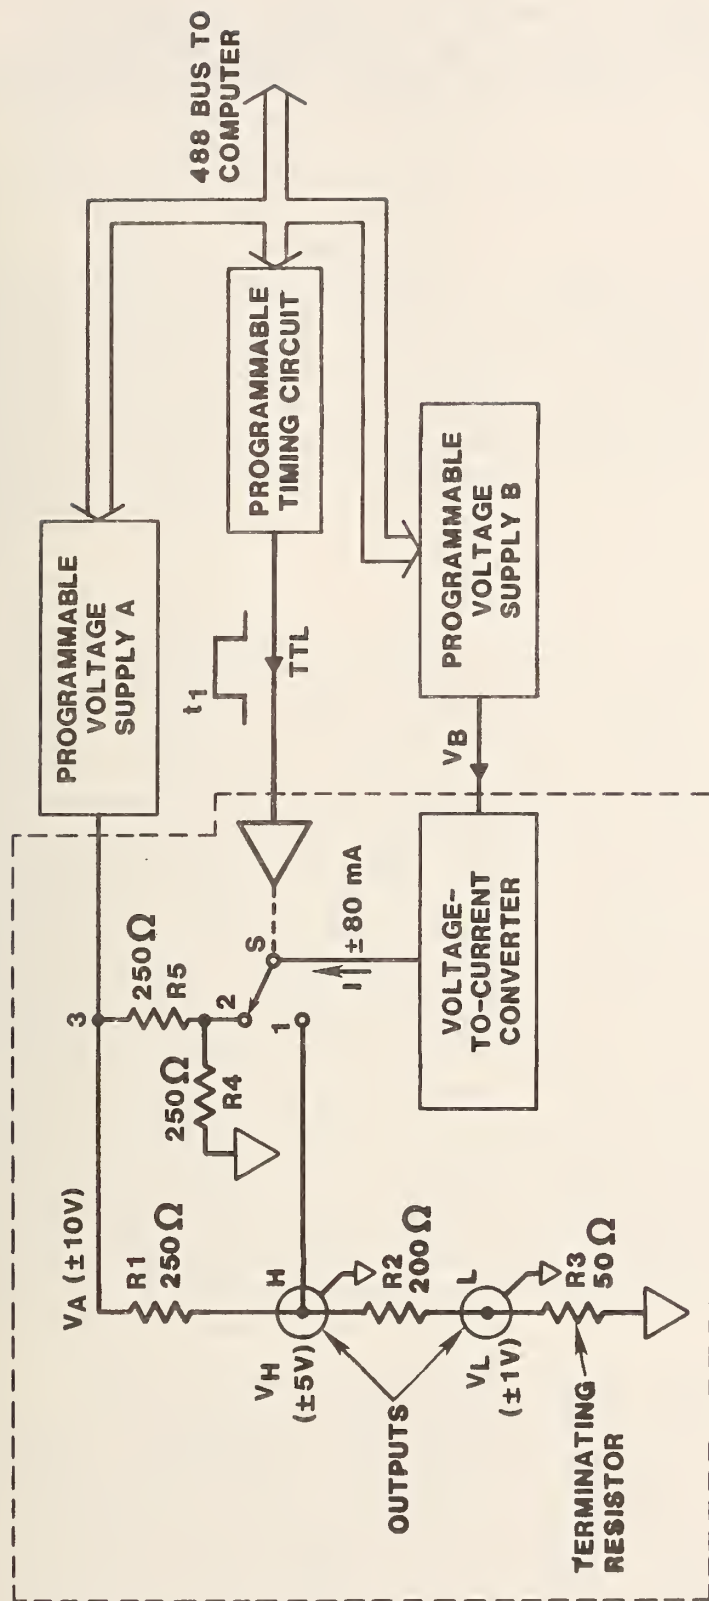 488 BUS TO
COMPUTER
PROGRAMMABLE
VOLTAGE
SUPPLY A
PROGRAMMABLE
TIMING CIRCUIT
PROGRAMMABLE
VOLTAGE
SUPPLY B
t1
TTL
VB
VOLTAGE-
TO-CURRENT
CONVERTER
I
±80 mA
S
3
250Ω
R5
2
1
250Ω
R4
VA (±10V)
R1
250Ω
VH
(±5V)
H
R2
200Ω
OUTPUTS
VL
(±1V)
L
R3
50Ω
TERMINATING
RESISTOR